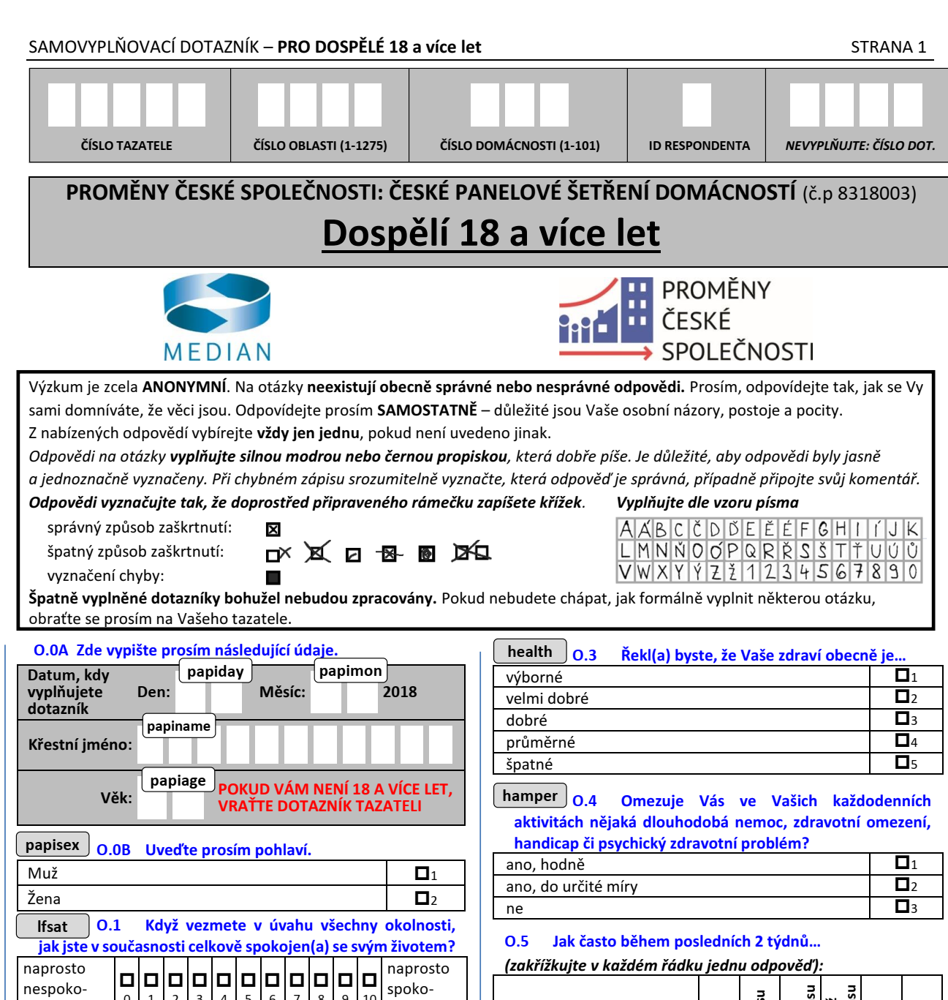 SAMOVYPLŇOVACÍ DOTAZNÍK – PRO DOSPĚLÉ 18 a více let STRANA 1
ČÍSLO TAZATELE ČÍSLO OBLASTI (1-1275) ČÍSLO DOMÁCNOSTI (1-101) ID RESPONDENTA NEVYPLŇUJTE: ČÍSLO DOT.
PROMĚNY ČESKÉ SPOLEČNOSTI: ČESKÉ PANELOVÉ ŠETŘENÍ DOMÁCNOSTÍ (č.p 8318003)
Dospělí 18 a více let
MEDIAN
PROMĚNY
ČESKÉ
SPOLEČNOSTI
Výzkum je zcela ANONYMNÍ. Na otázky neexistují obecně správné nebo nesprávné odpovědi. Prosím, odpovídejte tak, jak se Vy
sami domníváte, že věci jsou. Odpovídejte prosím SAMOSTATNĚ – důležité jsou Vaše osobní názory, postoje a pocity.
Z nabízených odpovědí vybírejte vždy jen jednu, pokud není uvedeno jinak.
Odpovědi na otázky vyplňujte silnou modrou nebo černou propiskou, která dobře píše. Je důležité, aby odpovědi byly jasně
a jednoznačně vyznačeny. Při chybném zápisu srozumitelně vyznačte, která odpověď je správná, případně připojte svůj komentář.
Odpovědi vyznačujte tak, že doprostřed připraveného rámečku zapíšete křížek. Vyplňujte dle vzoru písma
správný způsob zaškrtnutí:
špatný způsob zaškrtnutí:
vyznačení chyby:
A Á B C Č D Ď E Ě É F G H I Í J K
L M N Ň O Ó P Q R Ř S Š T Ť U Ú Ů
V W X Y Ý Z Ž 1 2 3 4 5 6 7 8 9 0
Špatně vyplněné dotazníky bohužel nebudou zpracovány. Pokud nebudete chápat, jak formálně vyplnit některou otázku,
obraťte se prosím na Vašeho tazatele.
O.0A Zde vypište prosím následující údaje.
papiday papimon
Datum, kdy
vyplňujete Den: Měsíc: 2018
dotazník
papiname
Křestní jméno:
papiage
Věk: POKUD VÁM NENÍ 18 A VÍCE LET,
VRAŤTE DOTAZNÍK TAZATELI
papisex O.0B Uveďte prosím pohlaví.
Muž 1
Žena 2
lfsat O.1 Když vezmete v úvahu všechny okolnosti,
jak jste v současnosti celkově spokojen(a) se svým životem?
naprosto naprosto
nespoko- 0 1 2 3 4 5 6 7 8 9 10 spoko-
health O.3 Řekl(a) byste, že Vaše zdraví obecně je…
výborné 1
velmi dobré 2
dobré 3
průměrné 4
špatné 5
hamper O.4 Omezuje Vás ve Vašich každodenních
aktivitách nějaká dlouhodobá nemoc, zdravotní omezení,
handicap či psychický zdravotní problém?
ano, hodně 1
ano, do určité míry 2
ne 3
O.5 Jak často během posledních 2 týdnů…
(zakřížkujte v každém řádku jednu odpověď):